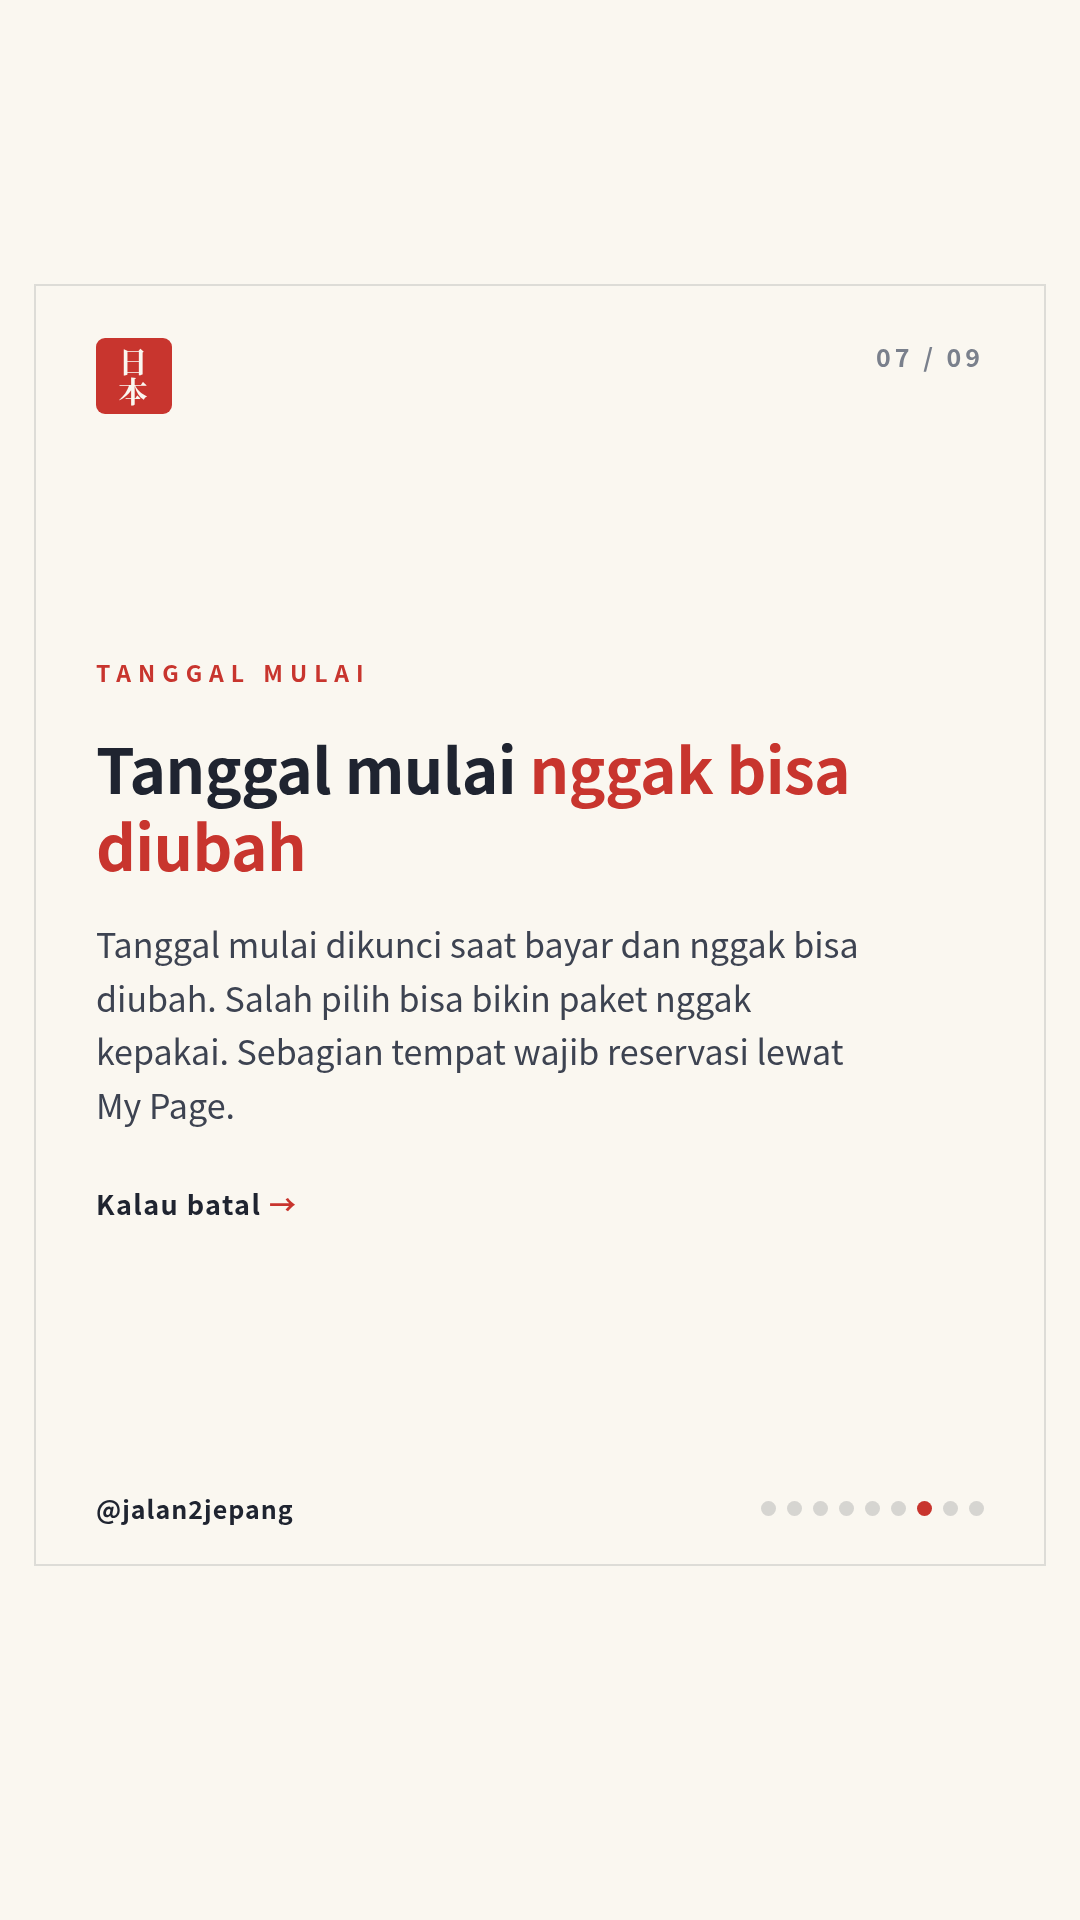 日
本
07 / 09
TANGGAL MULAI
Tanggal mulai nggak bisa
diubah
Tanggal mulai dikunci saat bayar dan nggak bisa
diubah. Salah pilih bisa bikin paket nggak
kepakai. Sebagian tempat wajib reservasi lewat
My Page.
Kalau batal →
@jalan2jepang